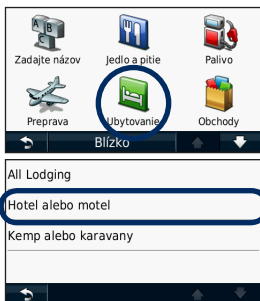 A B
Zadajte názov Jedlo a pitie Palivo
Preprava Ubytovanie Obchody
Blízko
All Lodging
Hotel alebo motel
Kemp alebo karavany